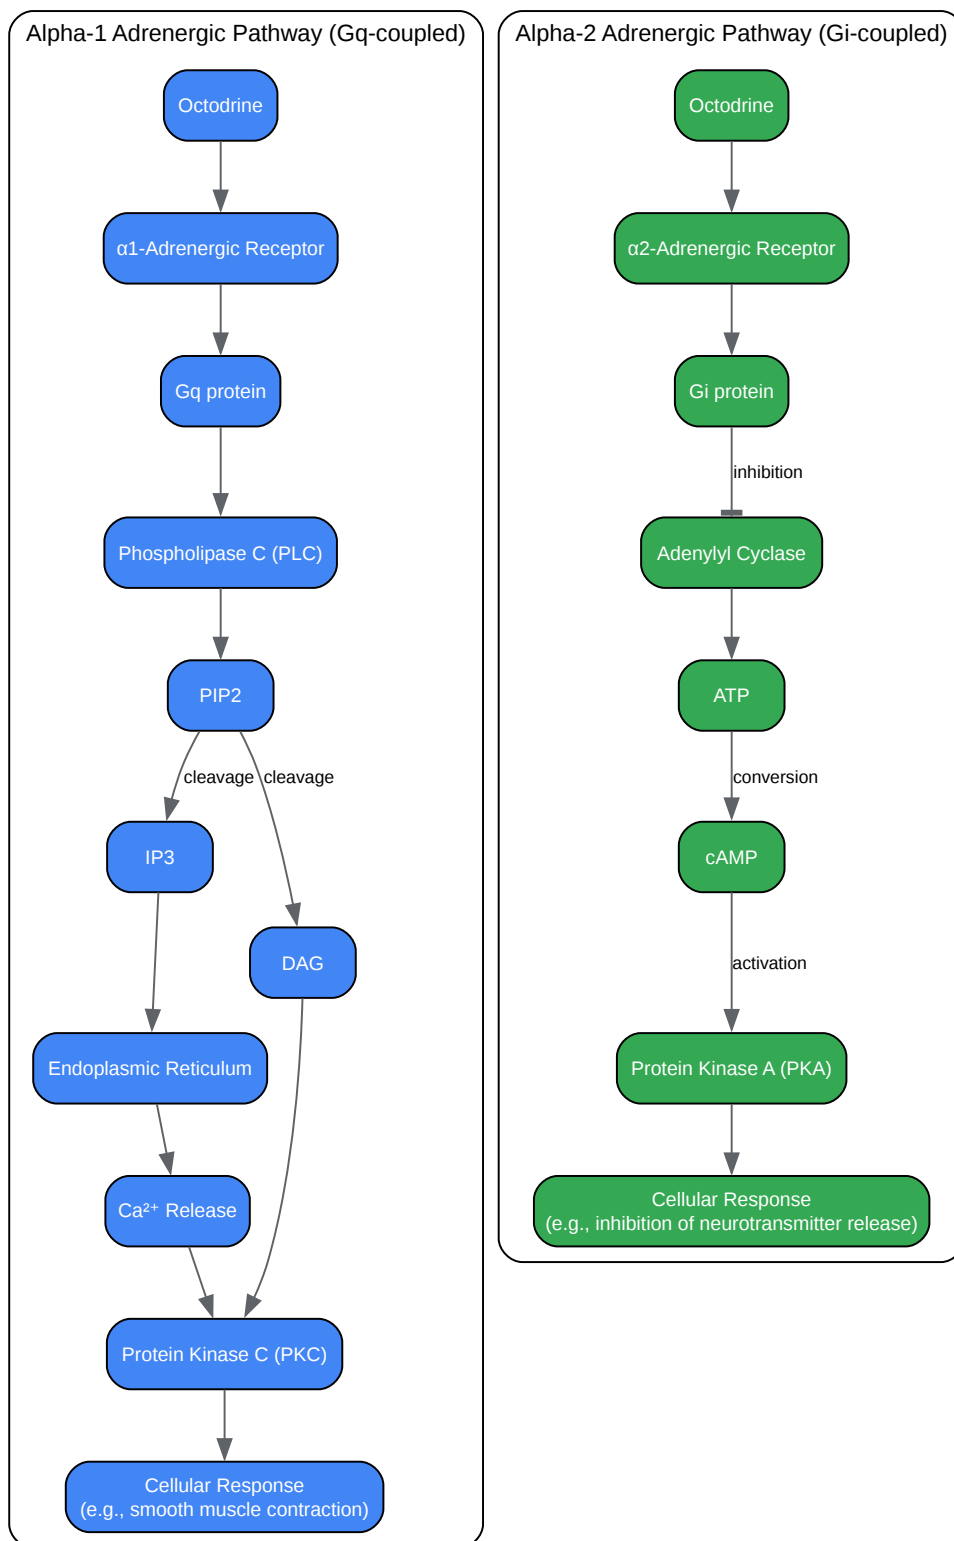 Alpha-1 Adrenergic Pathway (Gq-coupled)
Octodrine
α1-Adrenergic Receptor
Gq protein
Phospholipase C (PLC)
PIP2
cleavage
cleavage
IP3
DAG
Endoplasmic Reticulum
Ca²⁺ Release
Protein Kinase C (PKC)
Cellular Response
(e.g., smooth muscle contraction)
Alpha-2 Adrenergic Pathway (Gi-coupled)
Octodrine
α2-Adrenergic Receptor
Gi protein
inhibition
Adenylyl Cyclase
ATP
conversion
cAMP
activation
Protein Kinase A (PKA)
Cellular Response
(e.g., inhibition of neurotransmitter release)